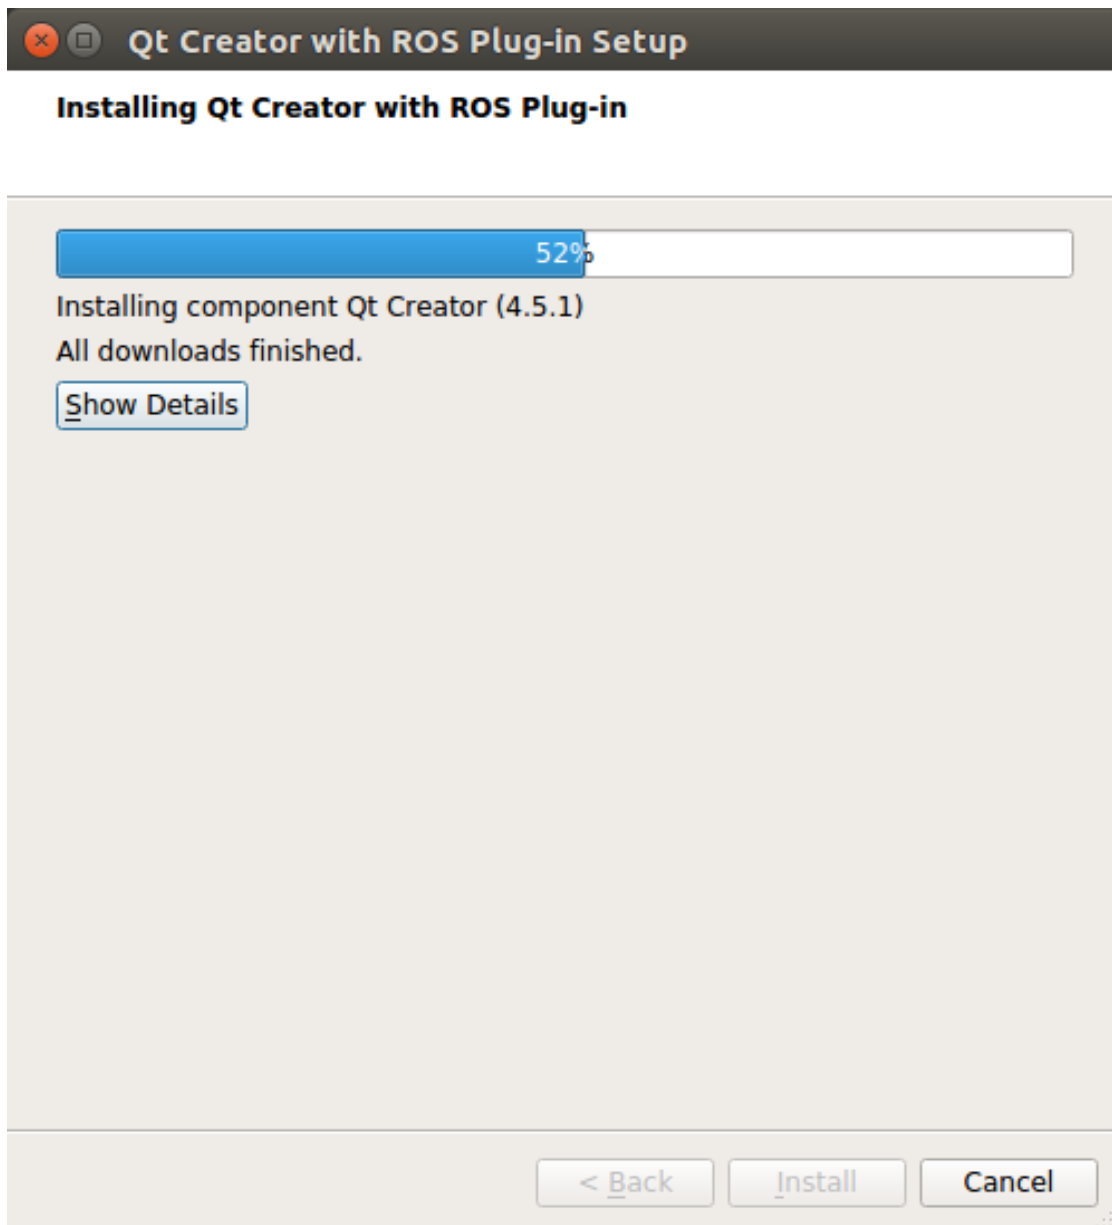 Qt Creator with ROS Plug-in Setup
Installing Qt Creator with ROS Plug-in
52%
Installing component Qt Creator (4.5.1)
All downloads finished.
Show Details
< Back Install Cancel